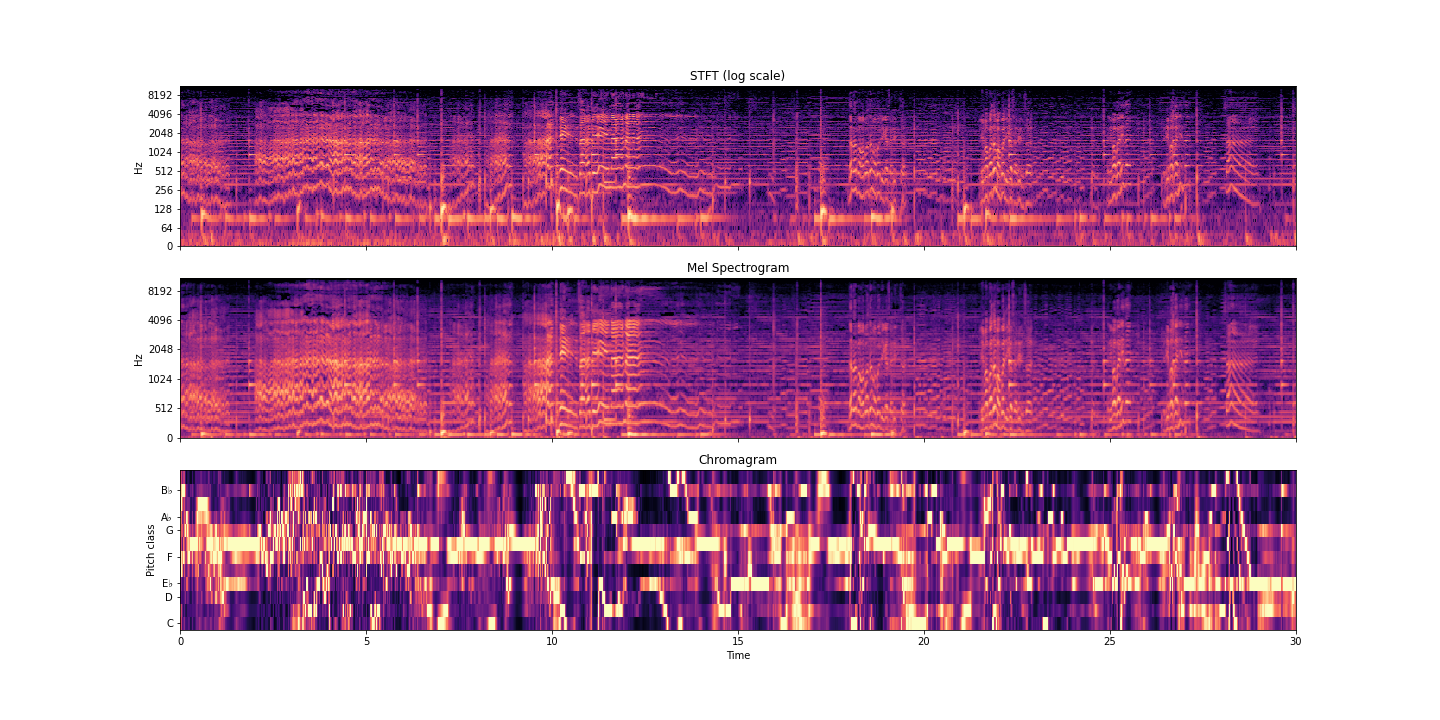 STFT (log scale)
8192
4096
2048
1024
512
256
128
64
0
Hz
Mel Spectrogram
8192
4096
2048
1024
512
0
Hz
Chromagram
B♭
A♭
G
F
E♭
D
C
Pitch class
0 5 10 15 20 25 30
Time